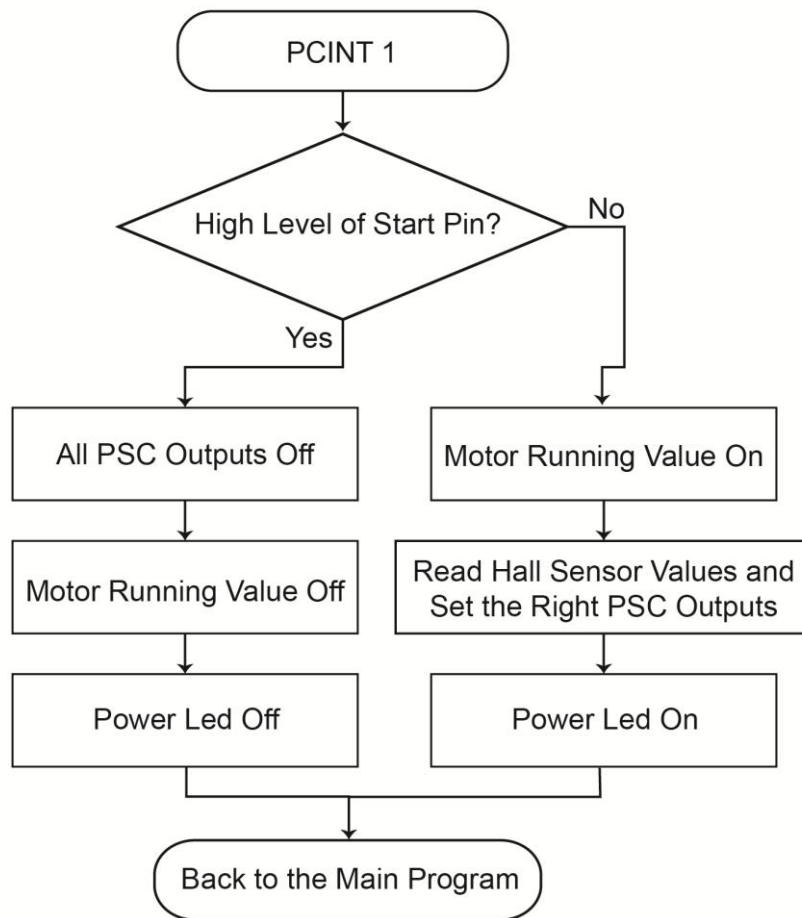 PCINT 1
High Level of Start Pin?
No
Yes
All PSC Outputs Off
Motor Running Value On
Motor Running Value Off
Read Hall Sensor Values and
Set the Right PSC Outputs
Power Led Off
Power Led On
Back to the Main Program